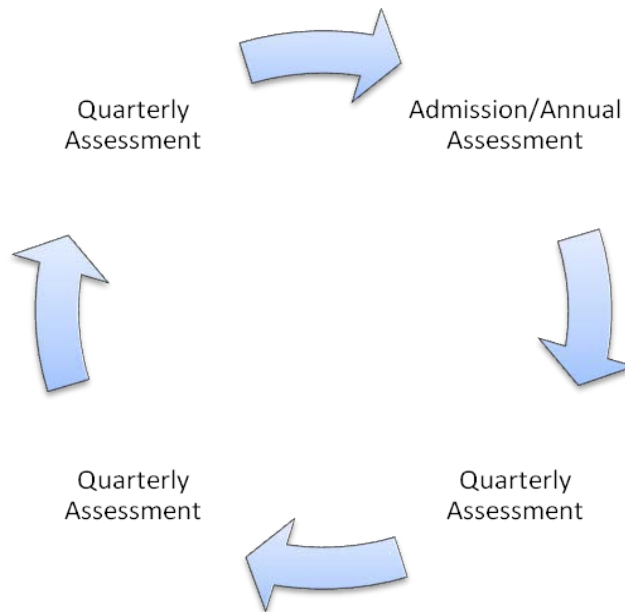 Quarterly
Assessment
Admission/Annual
Assessment
Quarterly
Assessment
Quarterly
Assessment